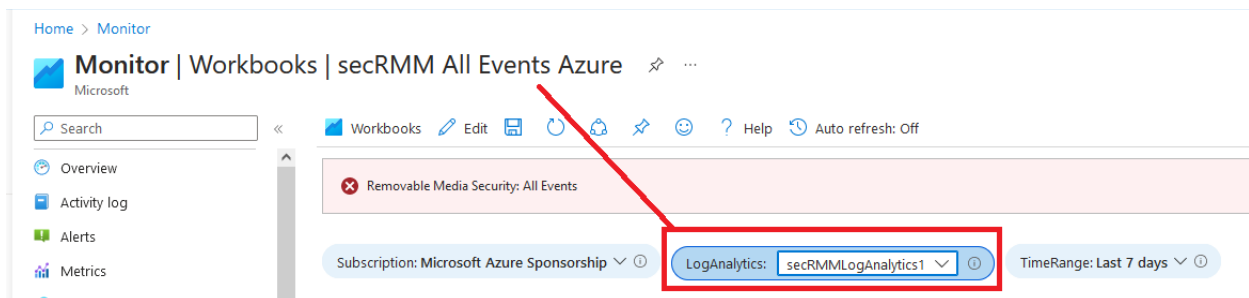 Home > Monitor
Monitor | Workbooks | secRMM All Events Azure
Microsoft
Search
Workbooks Edit Help Auto refresh: Off
Overview
Activity log
Alerts
Metrics
Removable Media Security: All Events
Subscription: Microsoft Azure Sponsorship LogAnalytics: secRMMLogAnalytics1 TimeRange: Last 7 days